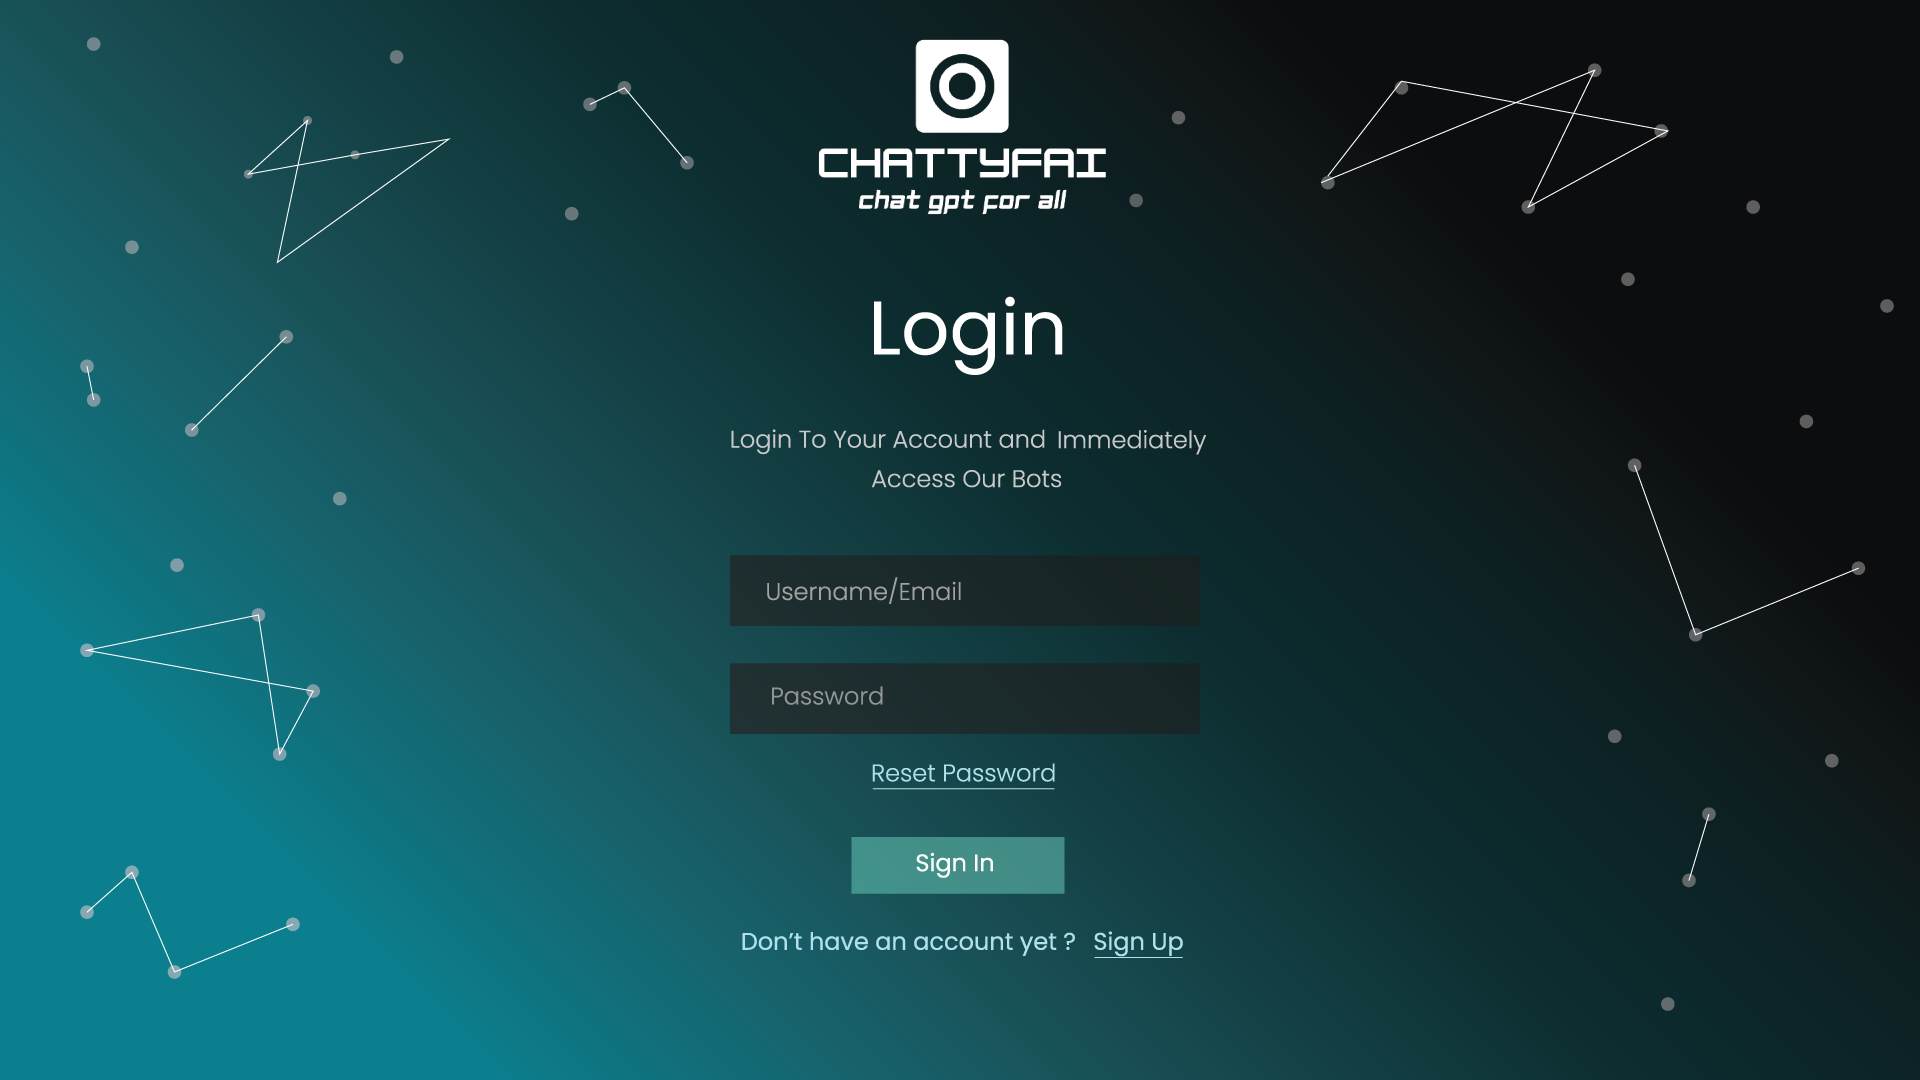 CHATTYFAI
chat gpt for all
Login
Login To Your Account and Immediately
Access Our Bots
Username/Email
Password
Reset Password
Sign In
Don’t have an account yet ? Sign Up